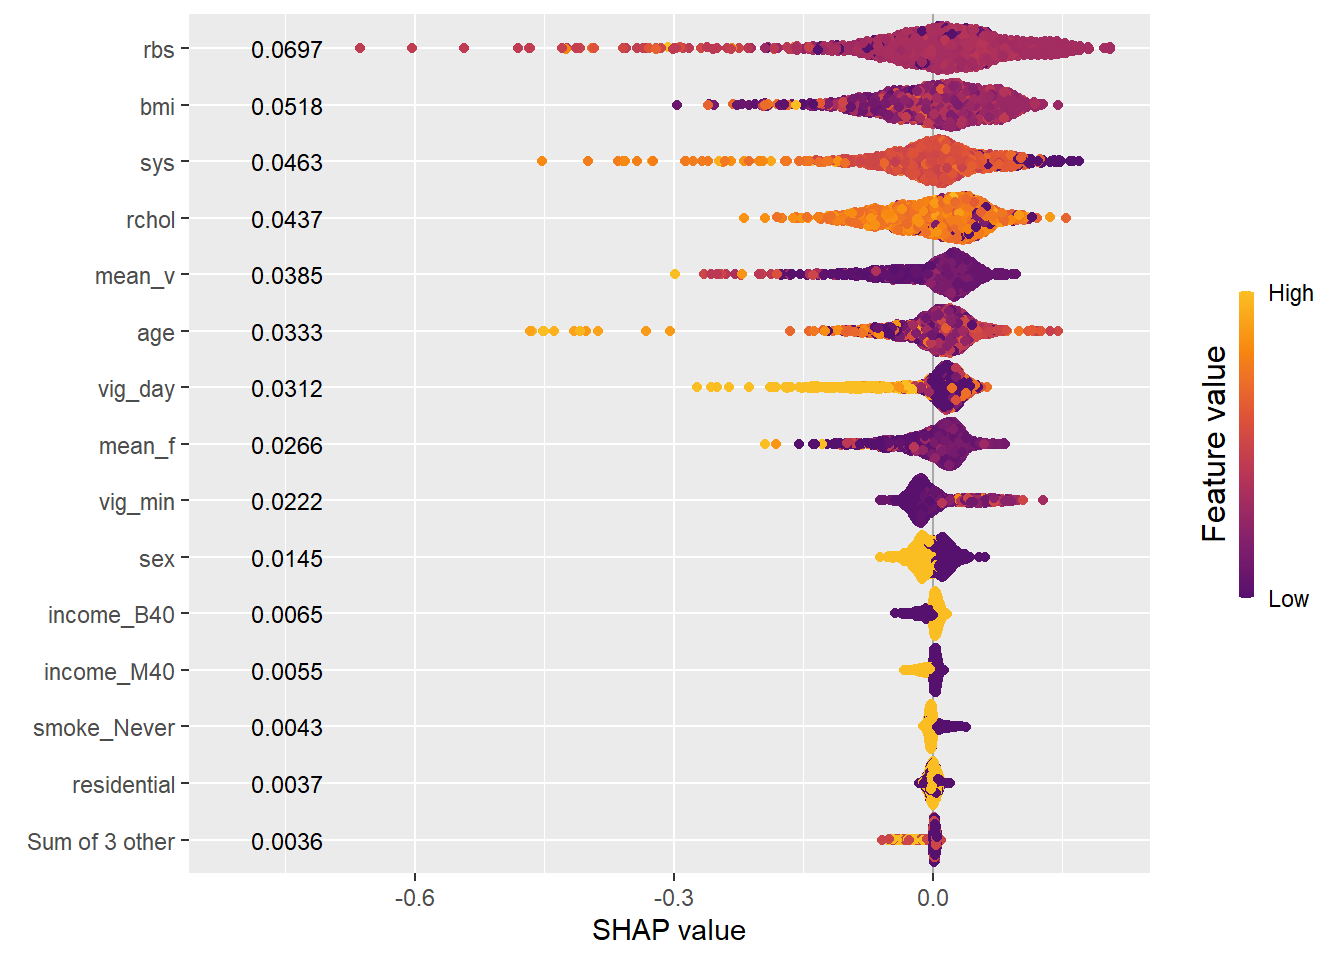 rbs 0.0697
bmi 0.0518
sys 0.0463
rchol 0.0437
mean_v 0.0385
age 0.0333
vig_day 0.0312
mean_f 0.0266
vig_min 0.0222
sex 0.0145
income_B40 0.0065
income_M40 0.0055
smoke_Never 0.0043
residential 0.0037
Sum of 3 other 0.0036
-0.6 -0.3 0.0
SHAP value
High
Feature value
Low